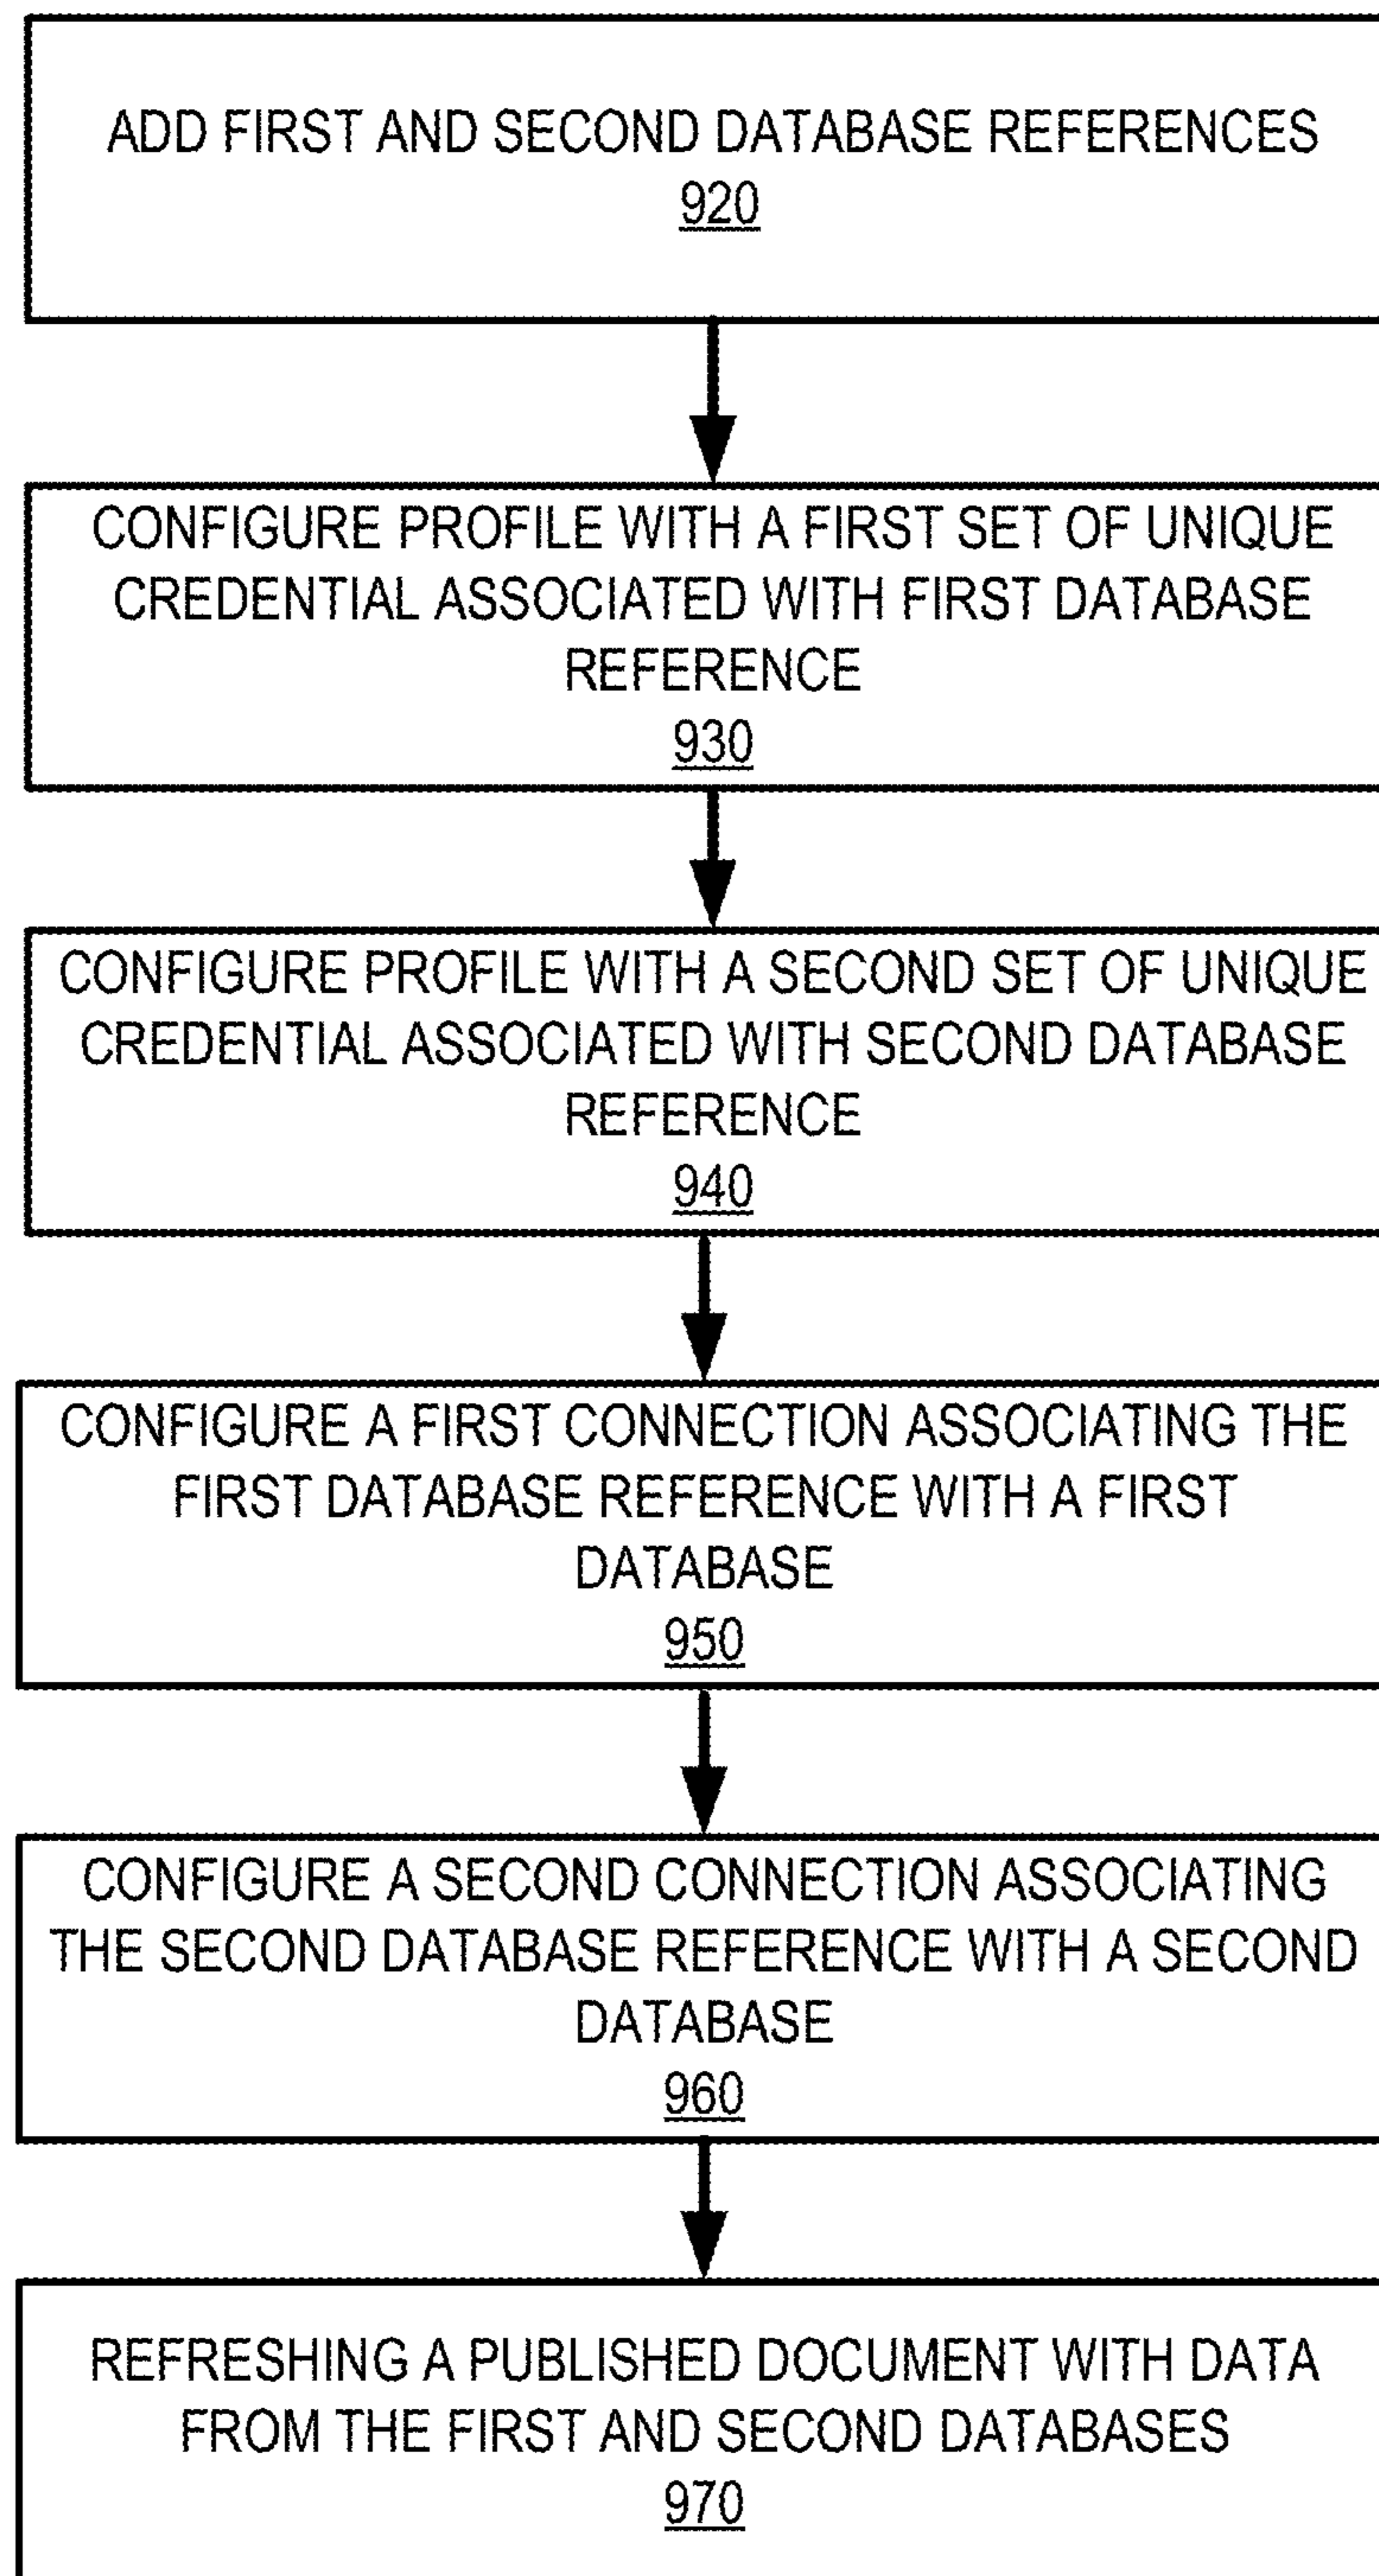 ADD FIRST AND SECOND DATABASE REFERENCES
920
CONFIGURE PROFILE WITH A FIRST SET OF UNIQUE
CREDENTIAL ASSOCIATED WITH FIRST DATABASE
REFERENCE
930
CONFIGURE PROFILE WITH A SECOND SET OF UNIQUE
CREDENTIAL ASSOCIATED WITH SECOND DATABASE
REFERENCE
940
CONFIGURE A FIRST CONNECTION ASSOCIATING THE
FIRST DATABASE REFERENCE WITH A FIRST
DATABASE
950
CONFIGURE A SECOND CONNECTION ASSOCIATING
THE SECOND DATABASE REFERENCE WITH A SECOND
DATABASE
960
REFRESHING A PUBLISHED DOCUMENT WITH DATA
FROM THE FIRST AND SECOND DATABASES
970